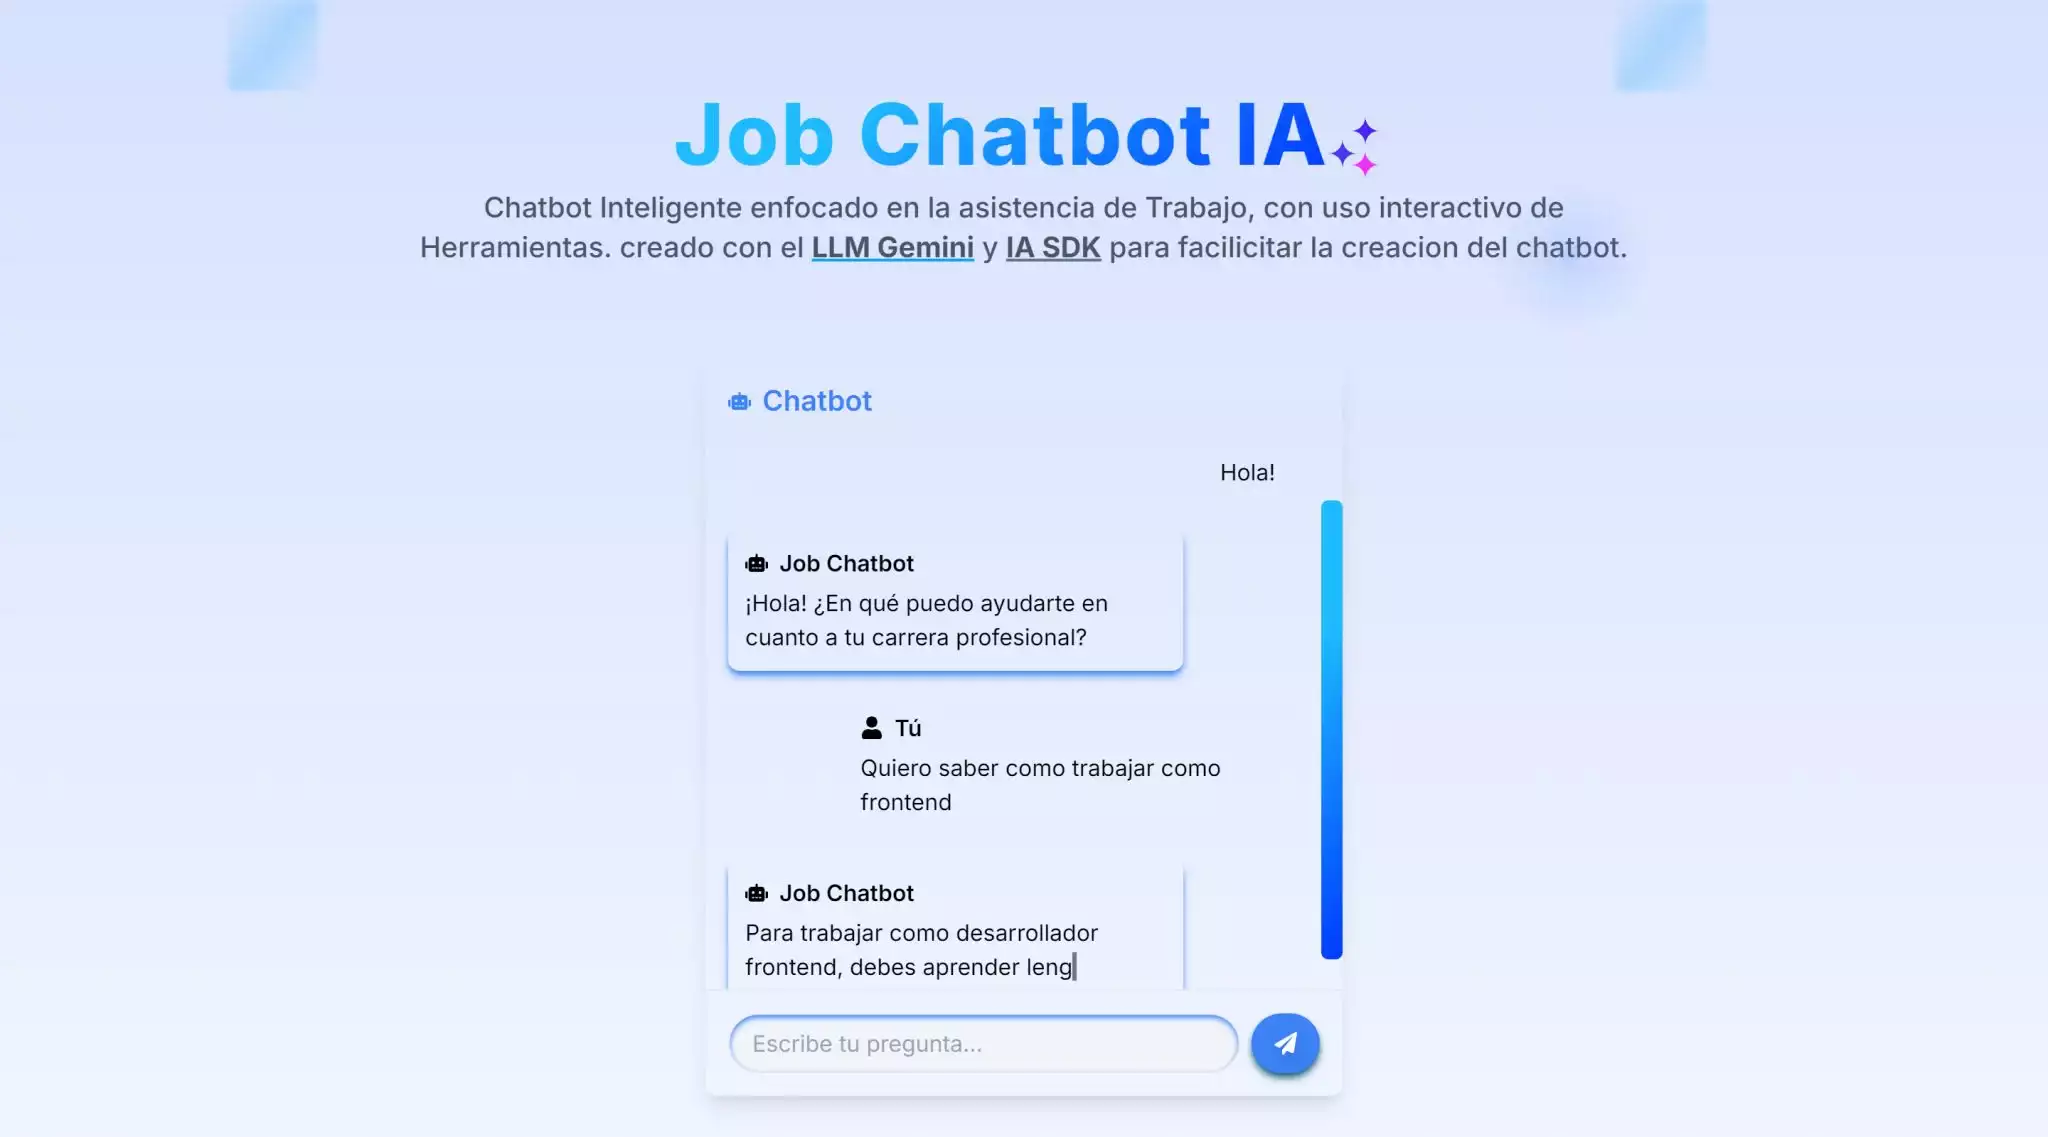 Job Chatbot IA
Chatbot Inteligente enfocado en la asistencia de Trabajo, con uso interactivo de
Herramientas. creado con el LLM Gemini y IA SDK para facilicitar la creacion del chatbot.
Chatbot
Hola!
Job Chatbot
¡Hola! ¿En qué puedo ayudarte en
cuanto a tu carrera profesional?
Tú
Quiero saber como trabajar como
frontend
Job Chatbot
Para trabajar como desarrollador
frontend, debes aprender leng
Escribe tu pregunta...